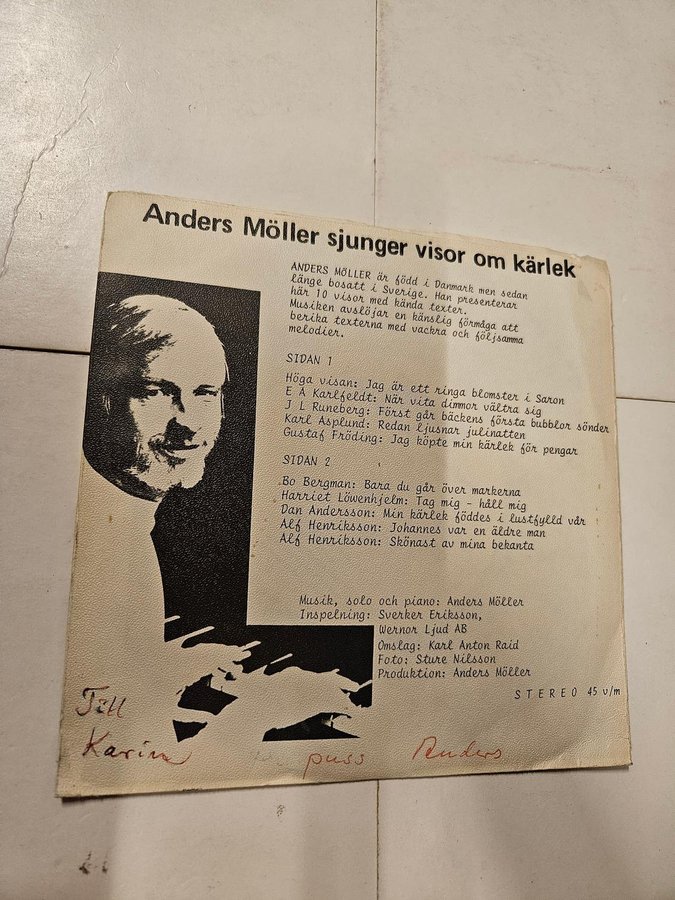 Anders Möller sjunger visor om kärlek
ANDERS MÖLLER är född i Danmark men sedan
länge bosatt i Sverige. Han presenterar
här 10 visor med kända texter.
Musiken avslöjar en känslig förmåga att
berika texterna med vackra och följsamma
melodier.
SIDAN 1
Höga visan: Jag är ett ringa blomster i Saron
E A Karlfeldt: När vita dimmor vältra sig
J L Runeberg: Först går bäckens första bubblor sönder
Karl Asplund: Redan ljusnar julinatten
Gustaf Fröding: Jag köpte min kärlek för pengar
SIDAN 2
Bo Bergman: Bara du går över markerna
Harriet Löwenhjelm: Tag mig - håll mig
Dan Andersson: Min kärlek föddes i lustfylld vår
Alf Henriksson: Johannes var en äldre man
Alf Henriksson: Skönast av mina bekanta
Musik, solo och piano: Anders Möller
Inspelning: Sverker Eriksson,
Wernor Ljud AB
Omslag: Karl Anton Raid
Foto: Sture Nilsson
Produktion: Anders Möller
STEREO 45 v/m
Till
Karin
puss Anders